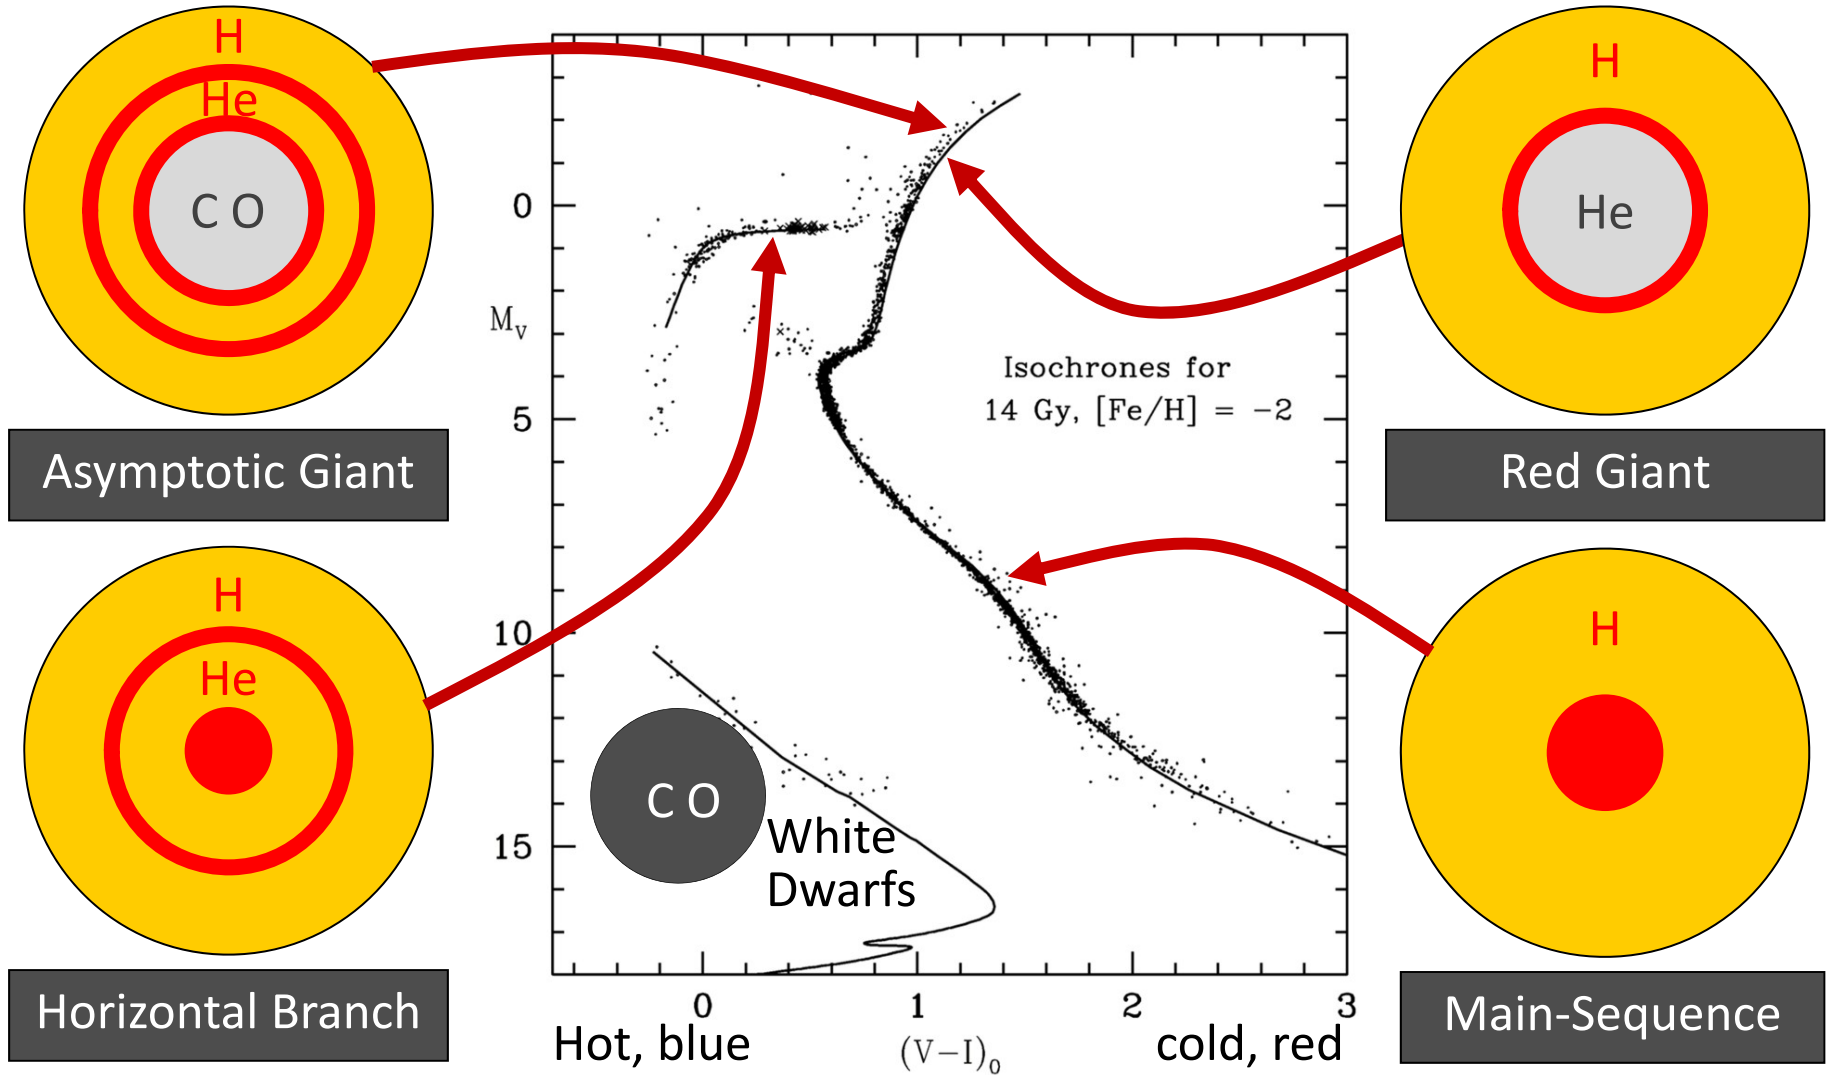 H
He
C O
Asymptotic Giant
H
He
Horizontal Branch
0
5
10
15
M_V
Isochrones for
14 Gy, [Fe/H] = −2
C O
White
Dwarfs
0 1 2 3
Hot, blue
(V−I)₀
cold, red
H
He
Red Giant
H
Main-Sequence